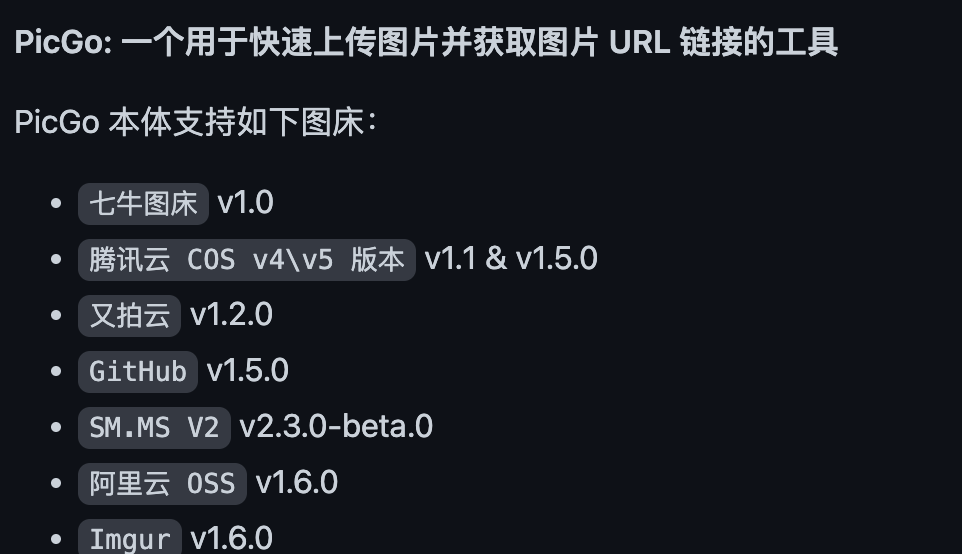 PicGo: 一个用于快速上传图片并获取图片 URL 链接的工具
PicGo 本体支持如下图床：
七牛图床 v1.0
腾讯云 COS v4\v5 版本 v1.1 & v1.5.0
又拍云 v1.2.0
GitHub v1.5.0
SM.MS V2 v2.3.0-beta.0
阿里云 OSS v1.6.0
Imgur v1.6.0